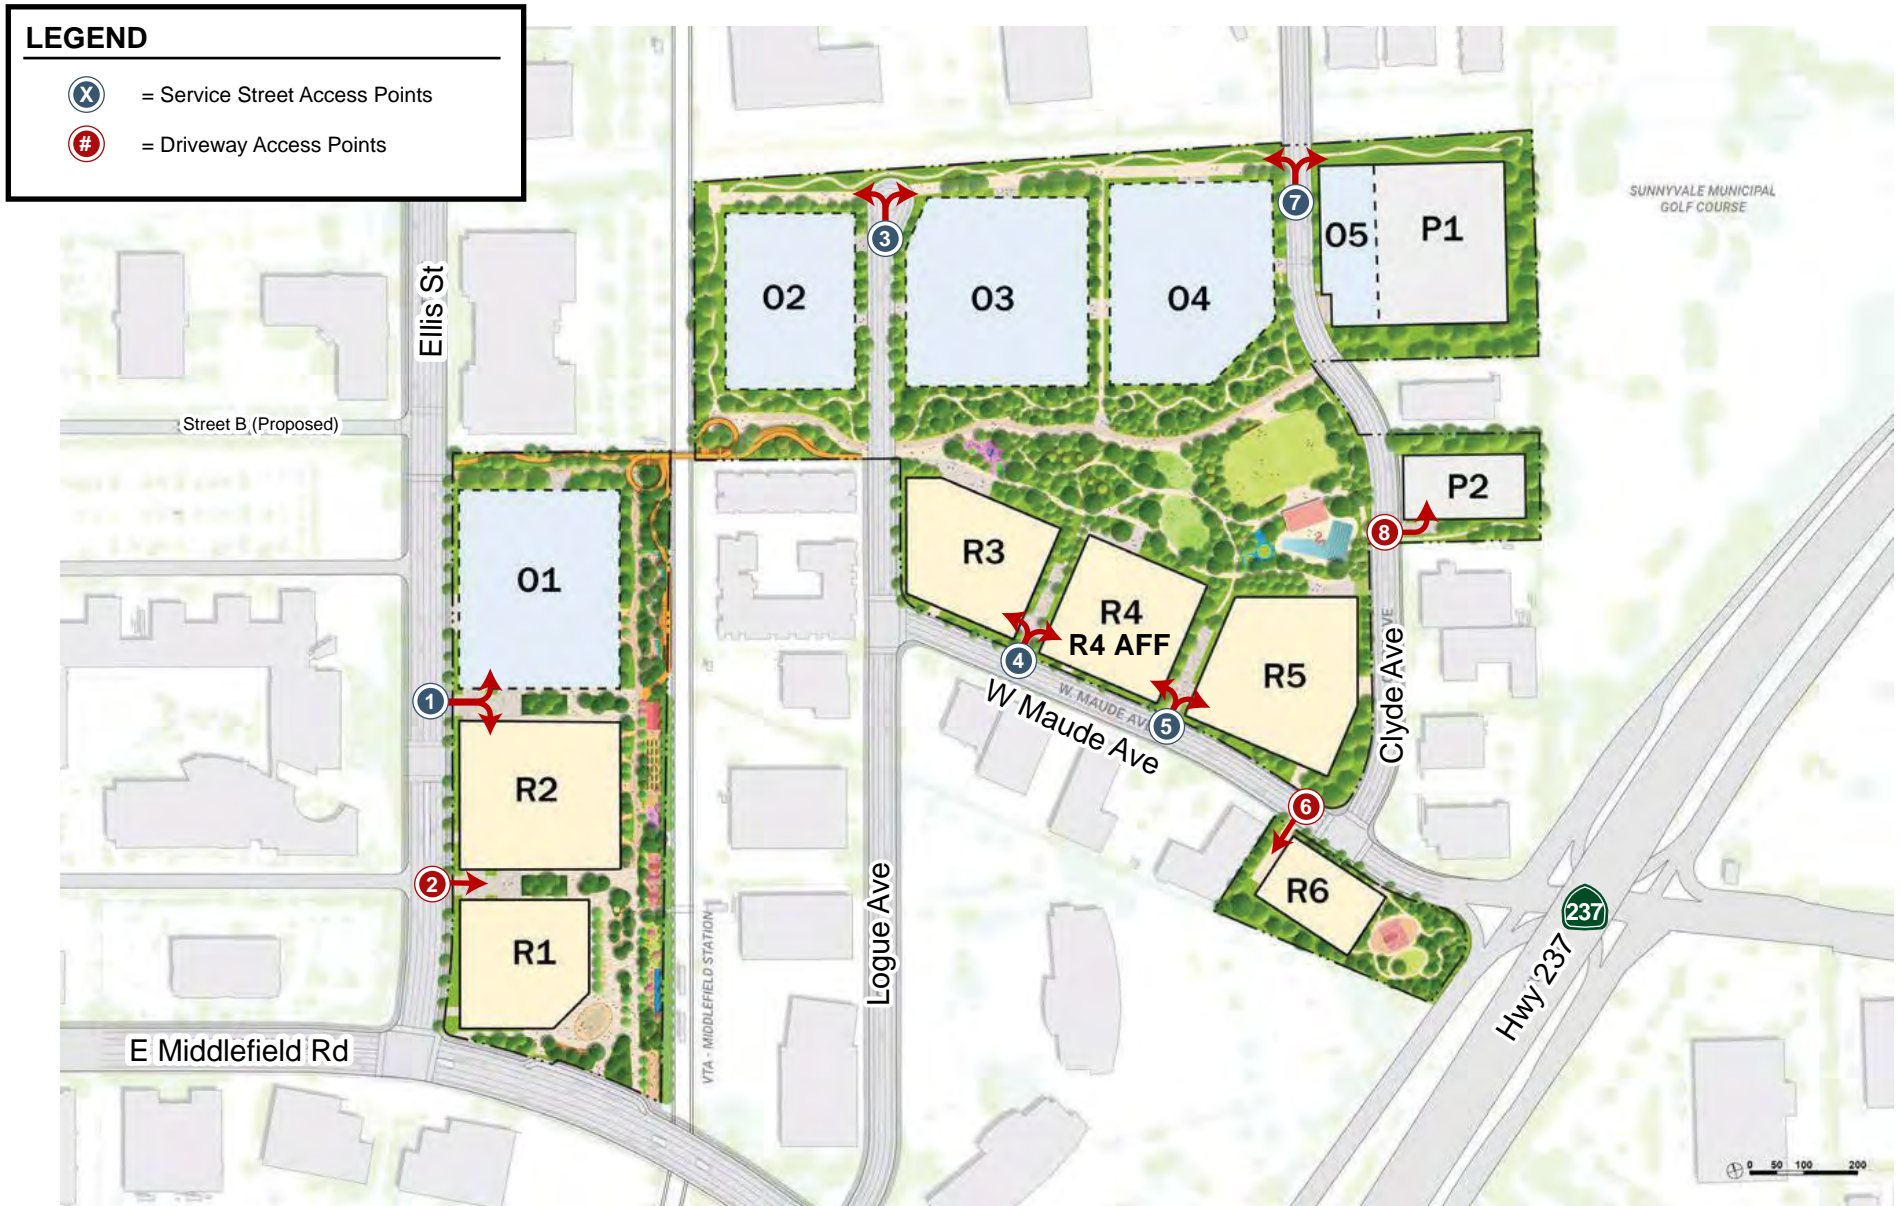 LEGEND
X = Service Street Access Points
# = Driveway Access Points
SUNNYVALE MUNICIPAL
GOLF COURSE
7
3
O2
O3
O4
O5
P1
Ellis St
Street B (Proposed)
P2
8
O1
R3
R4
R4 AFF
R5
4
5
W. MAUDE AVE
W Maude Ave
AVE
Clyde Ave
1
R2
2
R1
6
R6
237
Hwy 237
Logue Ave
VTA - MIDDLEFIELD STATION
E Middlefield Rd
0 50 100 200